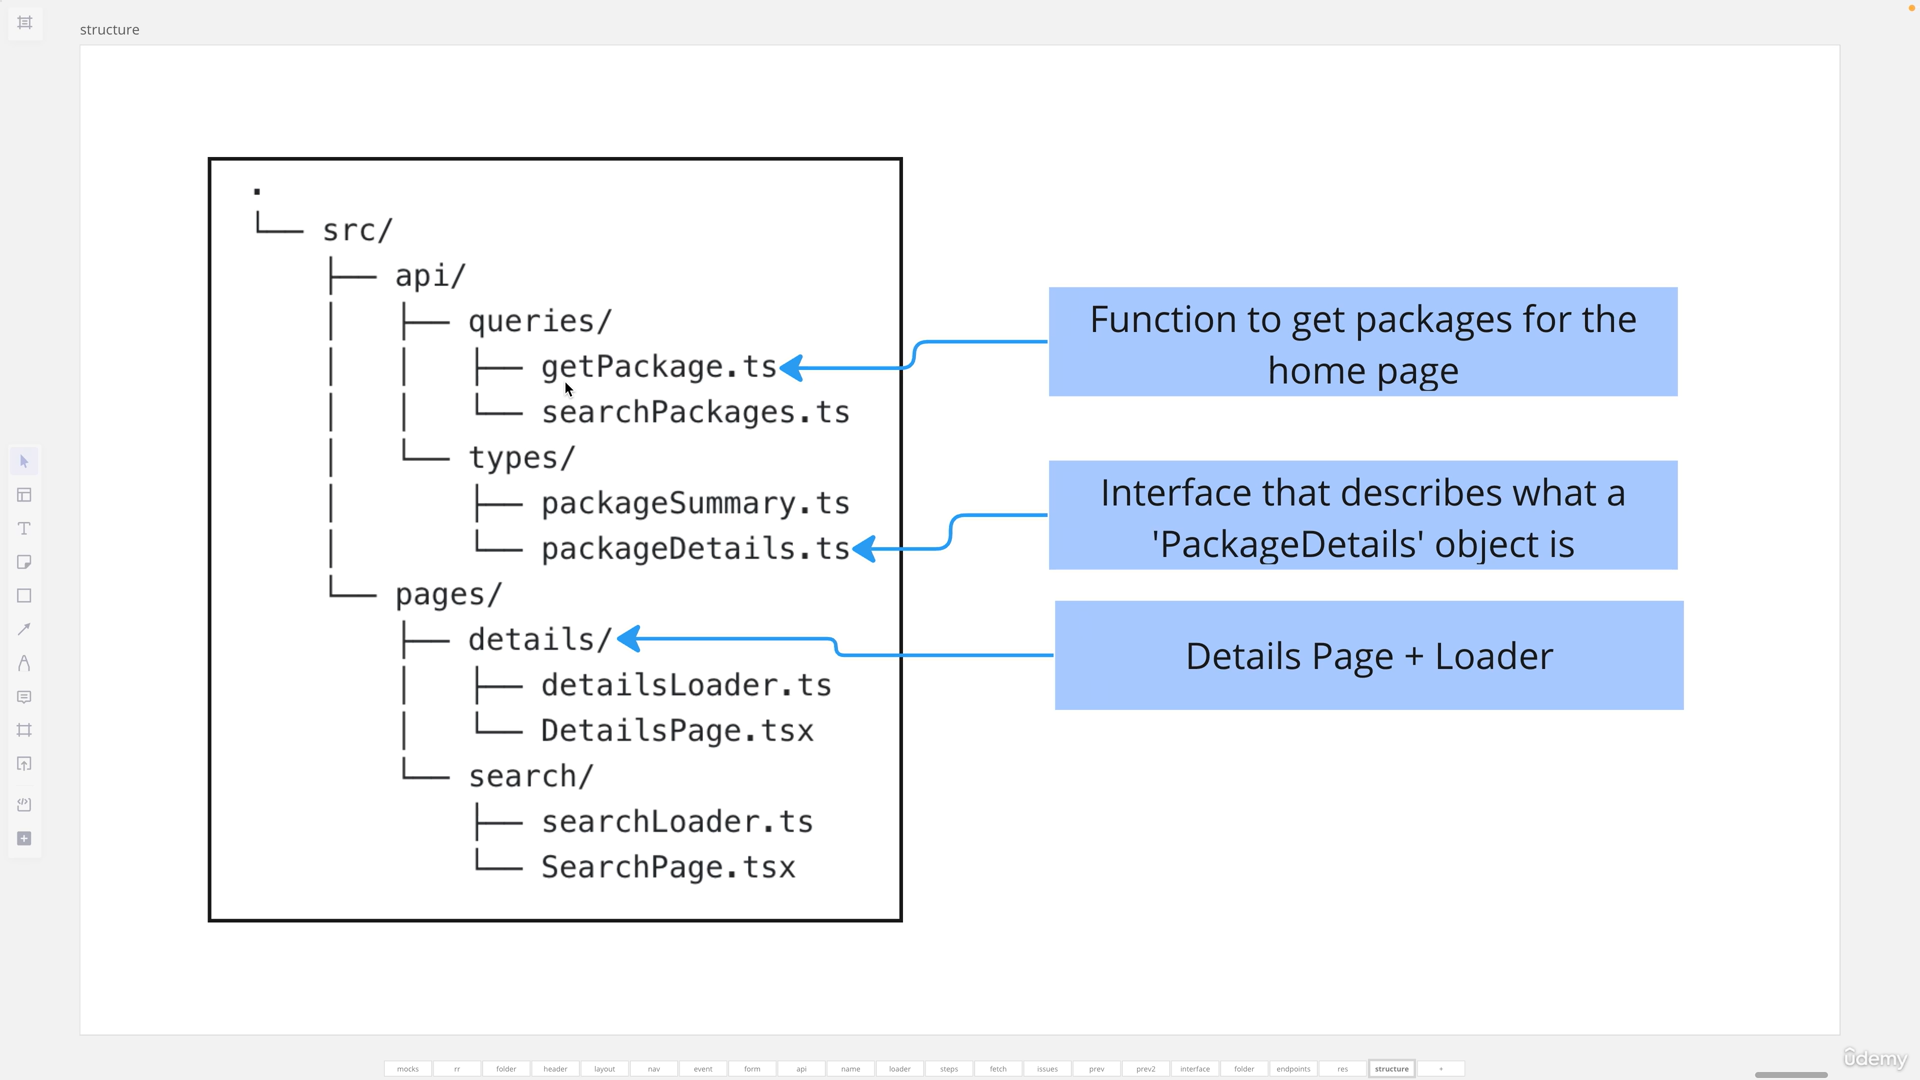 structure
.
└── src/
├── api/
│ ├── queries/
│ │ ├── getPackage.ts
│ │ └── searchPackages.ts
│ └── types/
│ ├── packageSummary.ts
│ └── packageDetails.ts
└── pages/
├── details/
│ ├── detailsLoader.ts
│ └── DetailsPage.tsx
└── search/
├── searchLoader.ts
└── SearchPage.tsx
Function to get packages for the
home page
Interface that describes what a
'PackageDetails' object is
Details Page + Loader
mocks rr folder header layout nav event form api name loader steps fetch issues prev prev2 interface folder endpoints res structure +
ûdemy